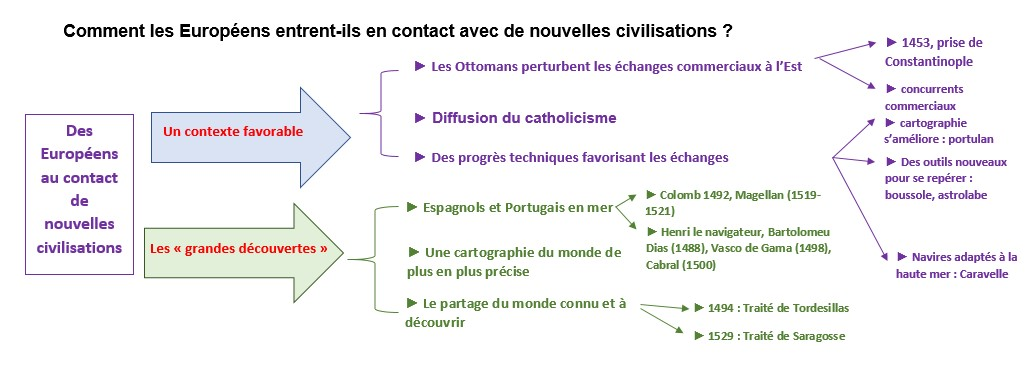 Comment les Européens entrent-ils en contact avec de nouvelles civilisations ?
Des
Européens
au contact
de
nouvelles
civilisations
Un contexte favorable
► Les Ottomans perturbent les échanges commerciaux à l’Est
► 1453, prise de
Constantinople
► concurrents
commerciaux
► Diffusion du catholicisme
► Des progrès techniques favorisant les échanges
► cartographie
s’améliore : portulan
► Des outils nouveaux
pour se repérer :
boussole, astrolabe
► Navires adaptés à la
haute mer : Caravelle
Les « grandes découvertes »
► Espagnols et Portugais en mer
► Colomb 1492, Magellan (1519-
1521)
► Henri le navigateur, Bartolomeu
Dias (1488), Vasco de Gama (1498),
Cabral (1500)
► Une cartographie du monde de
plus en plus précise
► Le partage du monde connu et à
découvrir
► 1494 : Traité de Tordesillas
► 1529 : Traité de Saragosse